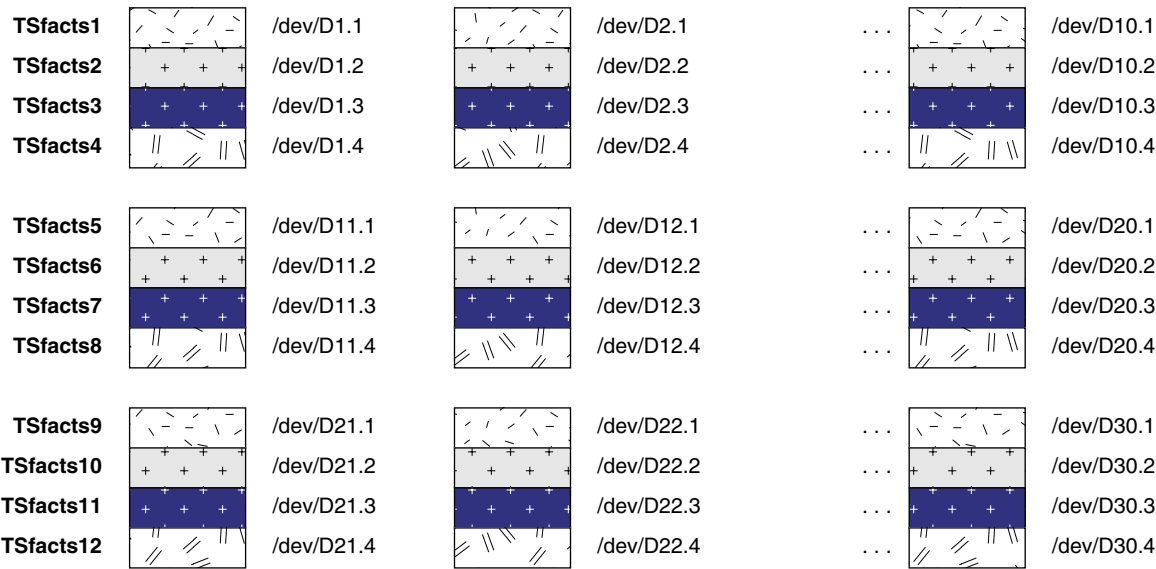 TSfacts1 /dev/D1.1 /dev/D2.1 . . . /dev/D10.1
TSfacts2 /dev/D1.2 /dev/D2.2 . . . /dev/D10.2
TSfacts3 /dev/D1.3 /dev/D2.3 . . . /dev/D10.3
TSfacts4 /dev/D1.4 /dev/D2.4 . . . /dev/D10.4
TSfacts5 /dev/D11.1 /dev/D12.1 . . . /dev/D20.1
TSfacts6 /dev/D11.2 /dev/D12.2 . . . /dev/D20.2
TSfacts7 /dev/D11.3 /dev/D12.3 . . . /dev/D20.3
TSfacts8 /dev/D11.4 /dev/D12.4 . . . /dev/D20.4
TSfacts9 /dev/D21.1 /dev/D22.1 . . . /dev/D30.1
TSfacts10 /dev/D21.2 /dev/D22.2 . . . /dev/D30.2
TSfacts11 /dev/D21.3 /dev/D22.3 . . . /dev/D30.3
TSfacts12 /dev/D21.4 /dev/D22.4 . . . /dev/D30.4